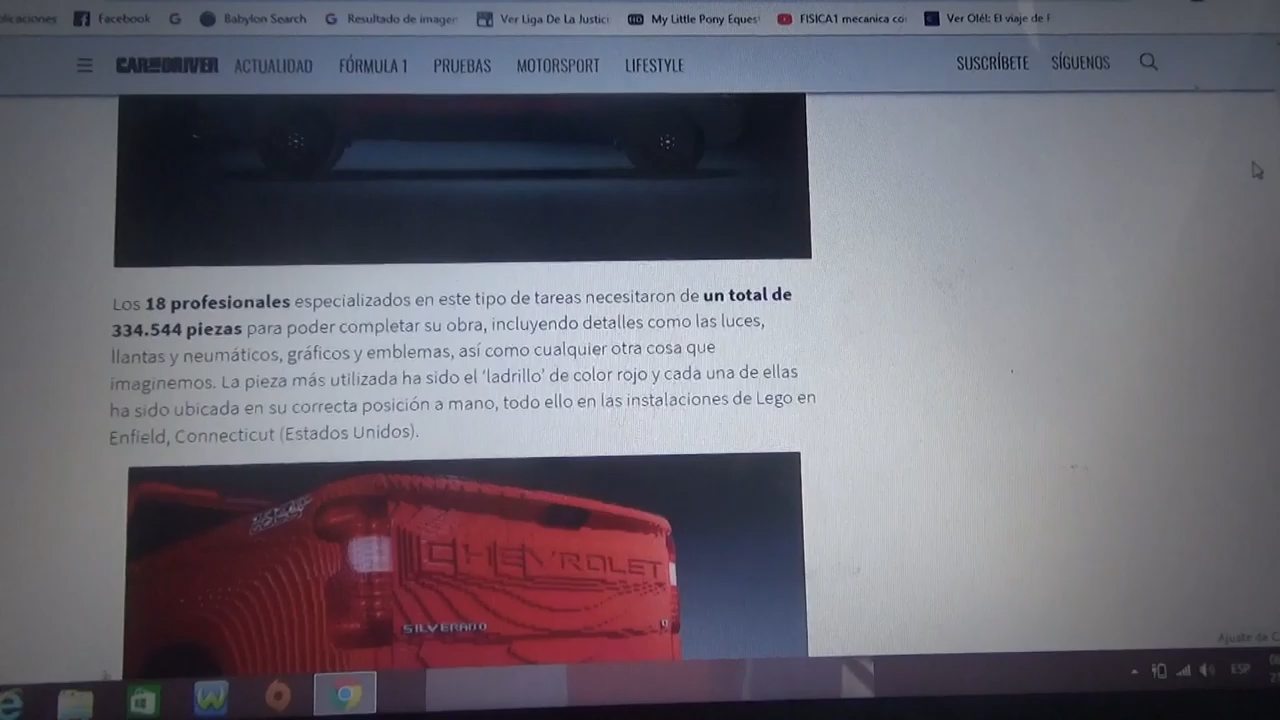 Facebook
Babylon Search
Resultado de imagen
Ver Liga De La Justici
My Little Pony Eques
FISICA1 mecanica co
Ver Olé!: El viaje de F
CAR AND DRIVER ACTUALIDAD FÓRMULA 1 PRUEBAS MOTORSPORT LIFESTYLE SUSCRÍBETE SÍGUENOS
Los 18 profesionales especializados en este tipo de tareas necesitaron de un total de
334.544 piezas para poder completar su obra, incluyendo detalles como las luces,
llantas y neumáticos, gráficos y emblemas, así como cualquier otra cosa que
imaginemos. La pieza más utilizada ha sido el ‘ladrillo’ de color rojo y cada una de ellas
ha sido ubicada en su correcta posición a mano, todo ello en las instalaciones de Lego en
Enfield, Connecticut (Estados Unidos).
CHEVROLET
SILVERADO
Ajuste de C
ESP